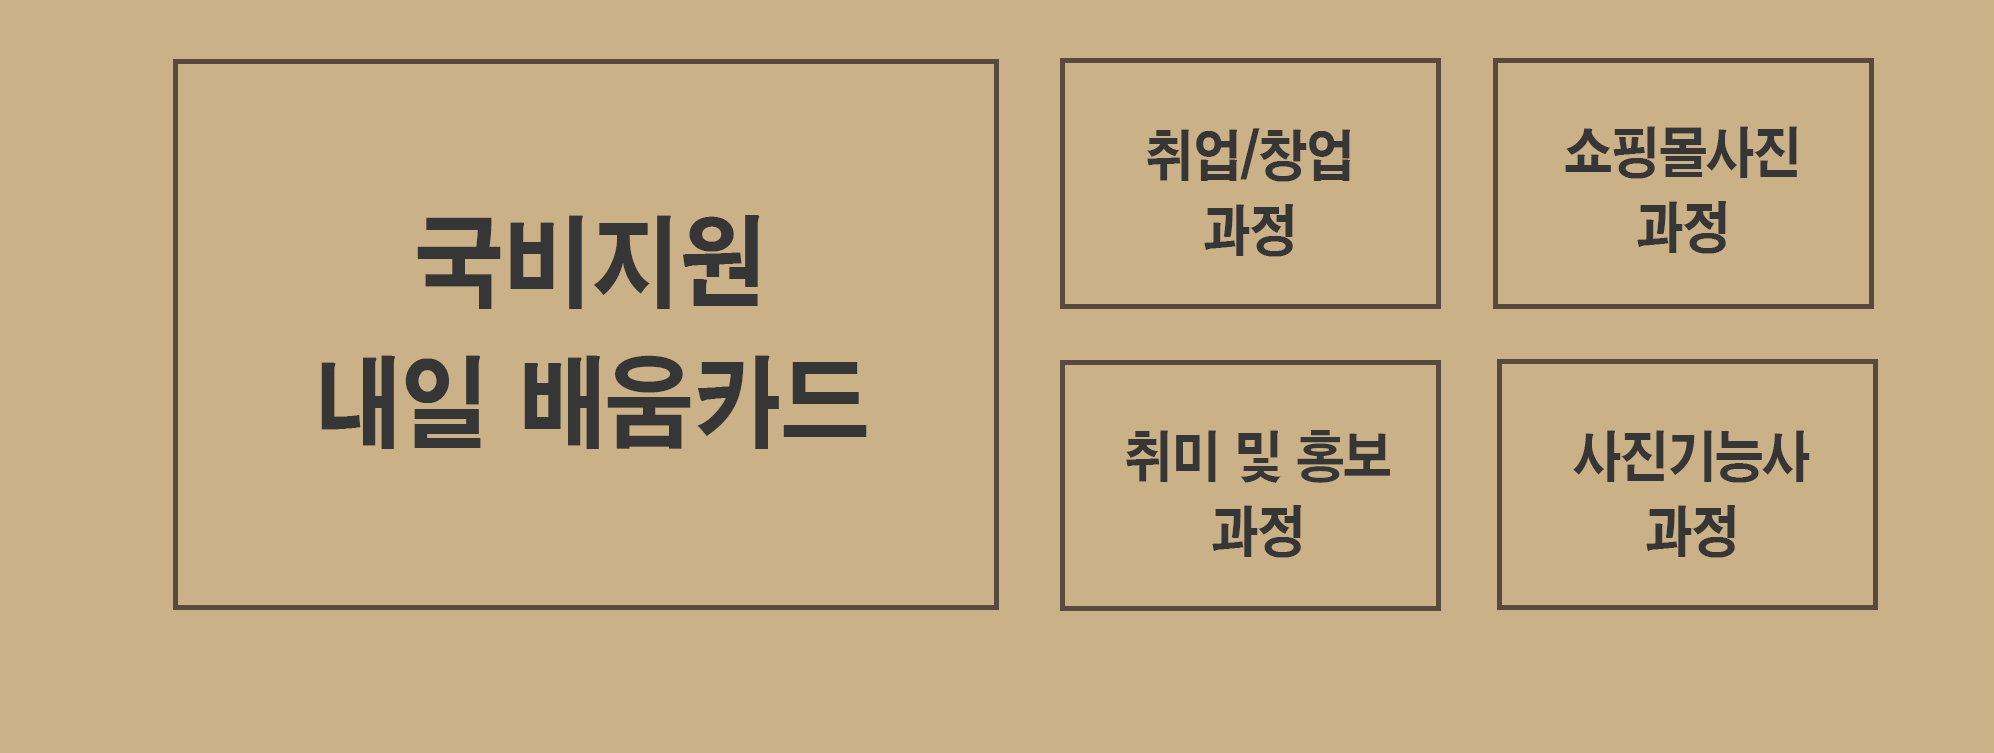 국비지원
내일 배움카드
취업/창업
과정
쇼핑몰사진
과정
취미 및 홍보
과정
사진기능사
과정